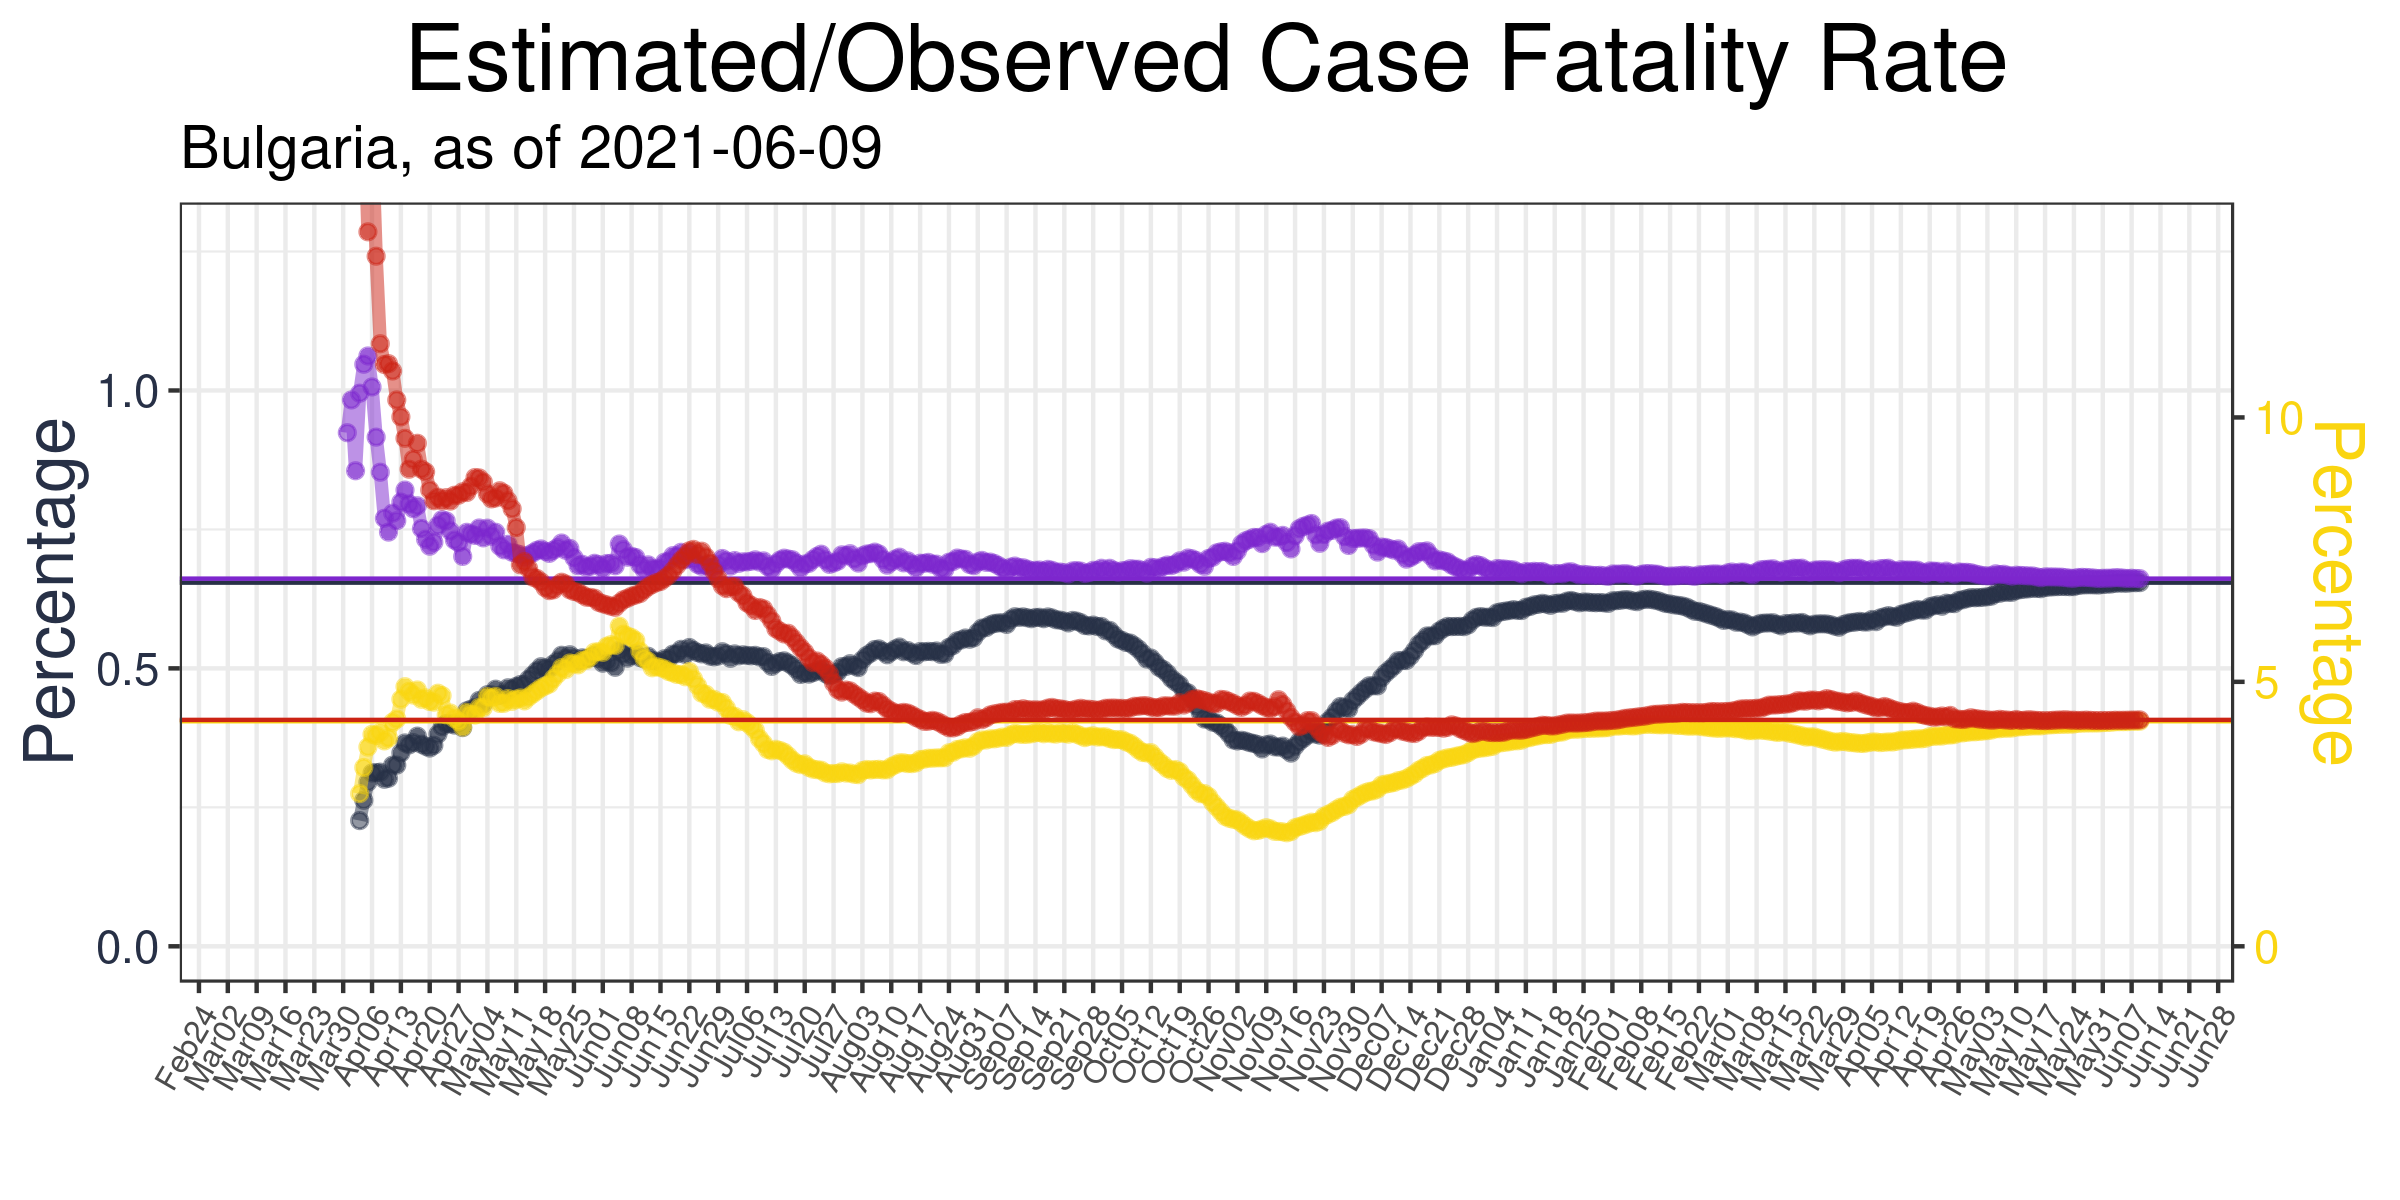 Estimated/Observed Case Fatality Rate
Bulgaria, as of 2021-06-09
Percentage
1.0
0.5
0.0
10
5
0
Percentage
Feb24
Mar02
Mar09
Mar16
Mar23
Mar30
Apr06
Apr13
Apr20
Apr27
May04
May11
May18
May25
Jun01
Jun08
Jun15
Jun22
Jun29
Jul06
Jul13
Jul20
Jul27
Aug03
Aug10
Aug17
Aug24
Aug31
Sep07
Sep14
Sep21
Sep28
Oct05
Oct12
Oct19
Oct26
Nov02
Nov09
Nov16
Nov23
Nov30
Dec07
Dec14
Dec21
Dec28
Jan04
Jan11
Jan18
Jan25
Feb01
Feb08
Feb15
Feb22
Mar01
Mar08
Mar15
Mar22
Mar29
Apr05
Apr12
Apr19
Apr26
May03
May10
May17
May24
May31
Jun07
Jun14
Jun21
Jun28